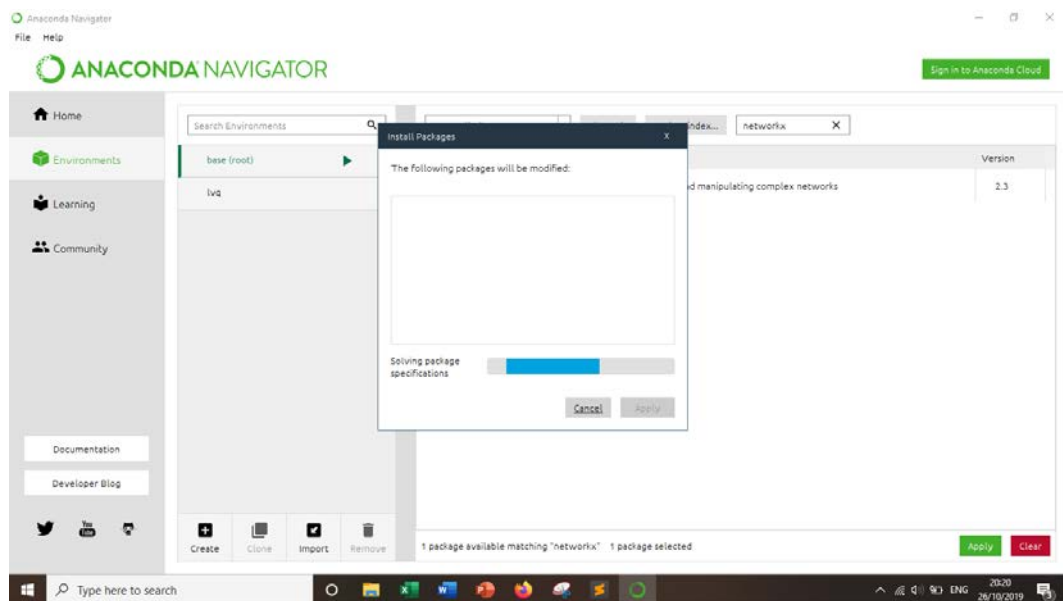 Anaconda Navigator
File Help
ANACONDA NAVIGATOR
Sign in to Anaconda Cloud
Home
Environments
Learning
Community
Documentation
Developer Blog
You
Tube
Search Environments
base (root)
lvq
Create Clone Import Remove
index... networkx X
Version
manipulating complex networks 2.3
Install Packages X
The following packages will be modified:
Solving package
specifications
Cancel Apply
1 package available matching "networkx" 1 package selected
Apply Clear
Type here to search
ENG
20:20
26/10/2019